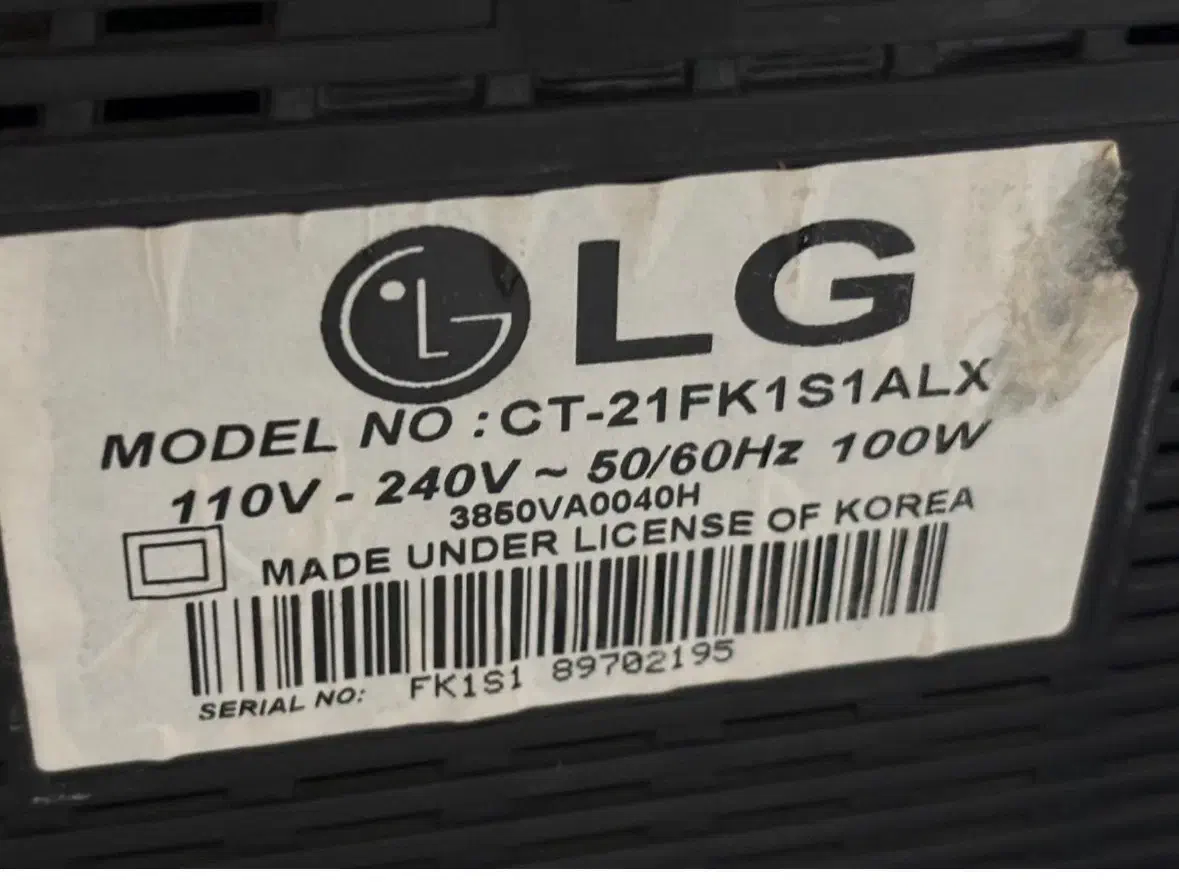 LG
MODEL NO :CT-21FK1S1ALX
110V - 240V ~ 50/60Hz 100W
3850VA0040H
MADE UNDER LICENSE OF KOREA
SERIAL NO: FK1S1 89702195